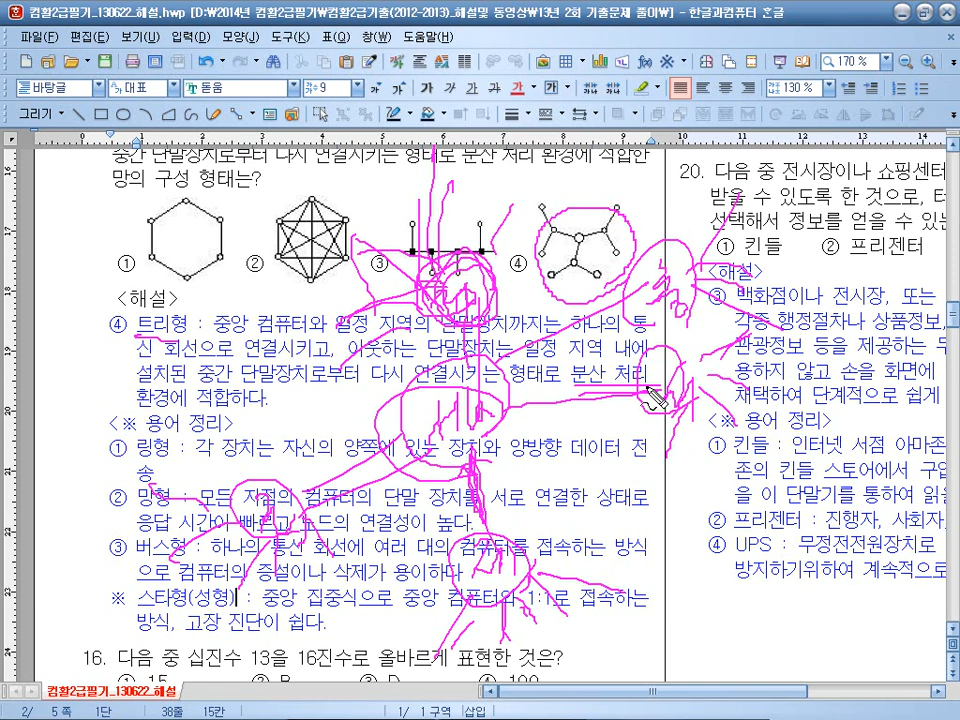 컴활2급필기_130622_해설.hwp [D:₩2014년 컴활2급필기₩컴활2급기출(2012-2013)_해설및 동영상₩13년 2회 기출문제 풀이₩] - 한글과컴퓨터 한글
파일(F) 편집(E) 보기(U) 입력(D) 모양(J) 도구(K) 표(Q) 창(W) 도움말(H)
170 %
바탕글 대표 돋움 9 가 가 가 가 가 가 가 130 %
그리기
0 1 2 3 4 5 6 7 8 9 10 11 12 13 14
중간 단말장치로부터 다시 연결시키는 형태로 분산 처리 환경에 적합한
망의 구성 형태는?
① ② ③ ④
<해설>
④ 트리형 : 중앙 컴퓨터와 일정 지역의 단말장치까지는 하나의 통
신 회선으로 연결시키고, 이웃하는 단말장치는 일정 지역 내에
설치된 중간 단말장치로부터 다시 연결시키는 형태로 분산 처리
환경에 적합하다.
<※ 용어 정리>
① 링형 : 각 장치는 자신의 양쪽에 있는 장치와 양방향 데이터 전
송
② 망형 : 모든 지점의 컴퓨터의 단말 장치를 서로 연결한 상태로
응답 시간이 빠르고 노드의 연결성이 높다.
③ 버스형 : 하나의 통신 회선에 여러 대의 컴퓨터를 접속하는 방식
으로 컴퓨터의 증설이나 삭제가 용이하다
※ 스타형(성형) : 중앙 집중식으로 중앙 컴퓨터와 1:1로 접속하는
방식, 고장 진단이 쉽다.
16. 다음 중 십진수 13을 16진수로 올바르게 표현한 것은?
① 15 ② B ③ D ④ 100
20. 다음 중 전시장이나 쇼핑센터
받을 수 있도록 한 것으로, 터
선택해서 정보를 얻을 수 있는
① 킨들 ② 프리젠터
<해설>
③ 백화점이나 전시장, 또는
각종 행정절차나 상품정보,
관광정보 등을 제공하는 무
용하지 않고 손을 화면에
채택하여 단계적으로 쉽게
<※ 용어 정리>
① 킨들 : 인터넷 서점 아마존
존의 킨들 스토어에서 구입
을 이 단말기를 통하여 읽을
② 프리젠터 : 진행자, 사회자
④ UPS : 무정전전원장치로
방지하기위하여 계속적으로
컴활2급필기_130622_해설
2/ 5 쪽 1단 38줄 15칸 1/ 1 구역 삽입